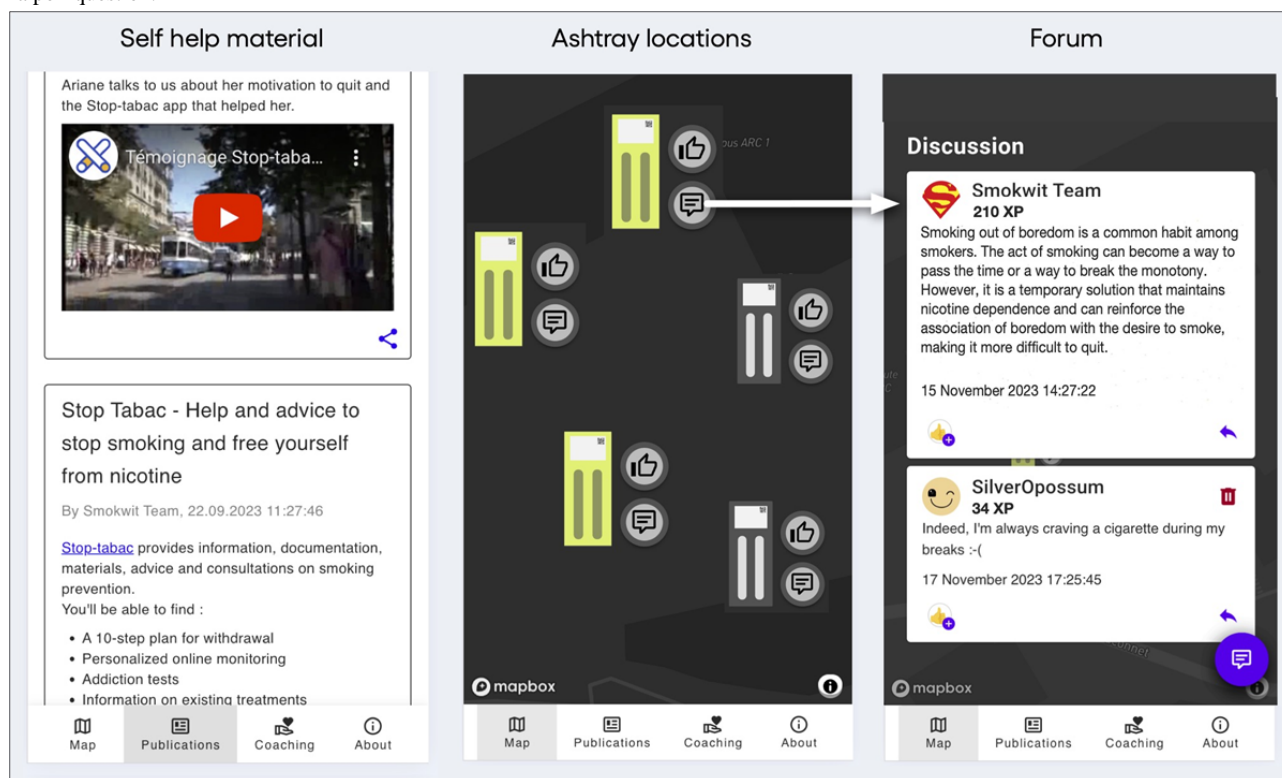 Self help material
Ariane talks to us about her motivation to quit and
the Stop-tabac app that helped her.
Témoignage Stop-taba...
Stop Tabac - Help and advice to
stop smoking and free yourself
from nicotine
By Smokwit Team, 22.09.2023 11:27:46
Stop-tabac provides information, documentation,
materials, advice and consultations on smoking
prevention.
You'll be able to find :
• A 10-step plan for withdrawal
• Personalized online monitoring
• Addiction tests
• Information on existing treatments
Map
Publications
Coaching
About
Ashtray locations
ARC 1
mapbox
Map
Publications
Coaching
About
Forum
Discussion
Smokwit Team
210 XP
Smoking out of boredom is a common habit among
smokers. The act of smoking can become a way to
pass the time or a way to break the monotony.
However, it is a temporary solution that maintains
nicotine dependence and can reinforce the
association of boredom with the desire to smoke,
making it more difficult to quit.
15 November 2023 14:27:22
SilverOpossum
34 XP
Indeed, I'm always craving a cigarette during my
breaks :-(
17 November 2023 17:25:45
mapbox
Map
Publications
Coaching
About